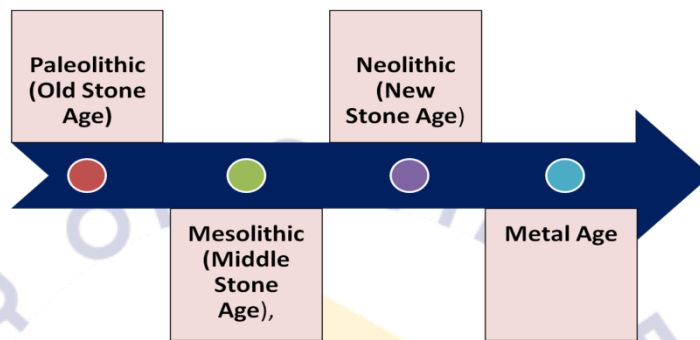 Paleolithic
(Old Stone
Age)
Mesolithic
(Middle
Stone
Age),
Neolithic
(New
Stone Age)
Metal Age